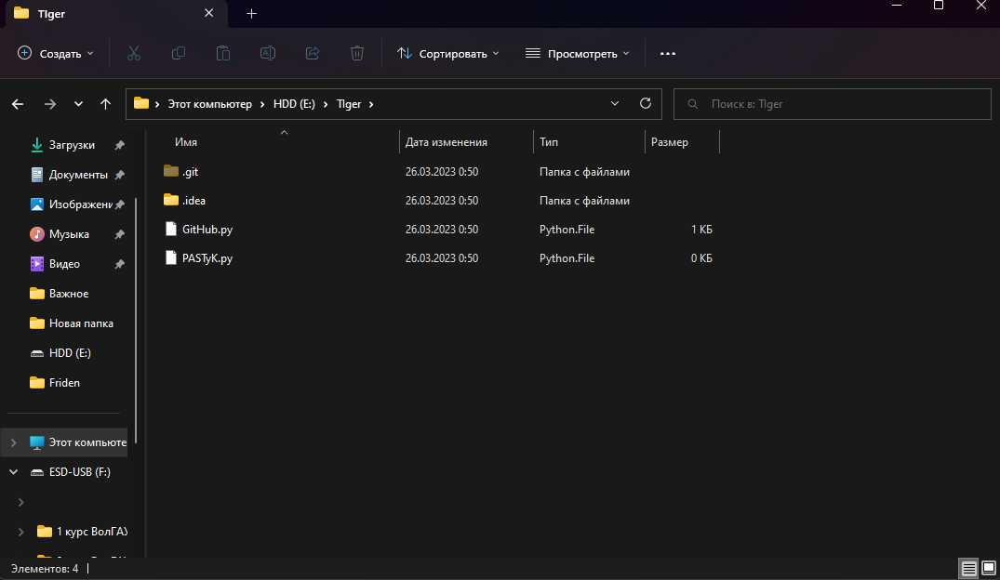 TIger
Создать
Сортировать
Просмотреть
Этот компьютер
HDD (E:)
TIger
Поиск в: TIger
Загрузки
Документы
Изображени
Музыка
Видео
Важное
Новая папка
HDD (E:)
Friden
Этот компьюте
ESD-USB (F:)
1 курс ВолГАУ
Имя Дата изменения Тип Размер
.git 26.03.2023 0:50 Папка с файлами
.idea 26.03.2023 0:50 Папка с файлами
GitHub.py 26.03.2023 0:50 Python.File 1 КБ
PASTyK.py 26.03.2023 0:50 Python.File 0 КБ
Элементов: 4